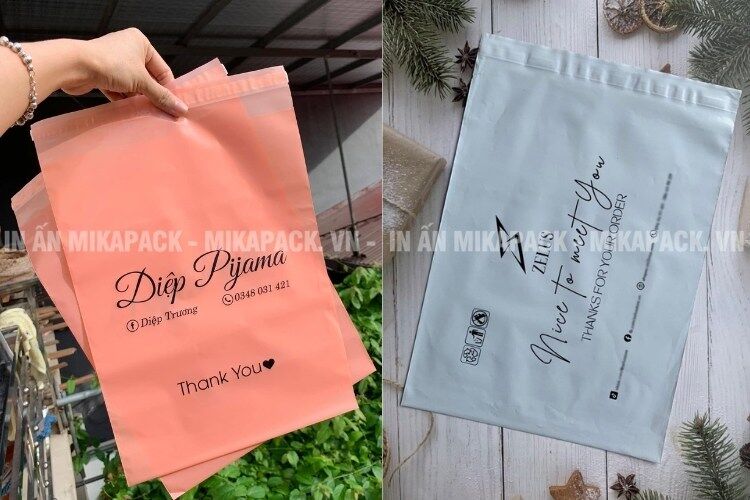 IN ẤN MIKAPACK - MIKAPACK.VN -
IN ẤN MIKAPACK - MIKAPACK.VN -
Diệp Pijama
Diệp Trương
0348 031 421
Thank You
ZEUS
Nice to meet You
THANKS FOR YOUR ORDER